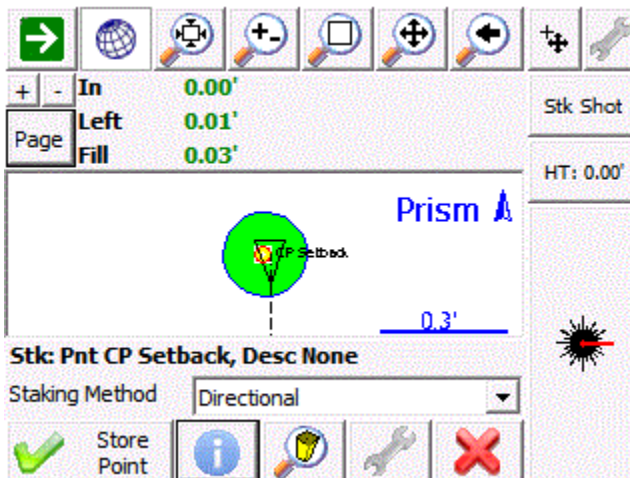 + - In 0.00'
Left 0.01'
Page
Fill 0.03'
Stk Shot
HT: 0.00'
Prism
CP Setback
0.3'
Stk: Pnt CP Setback, Desc None
Staking Method Directional
Store
Point